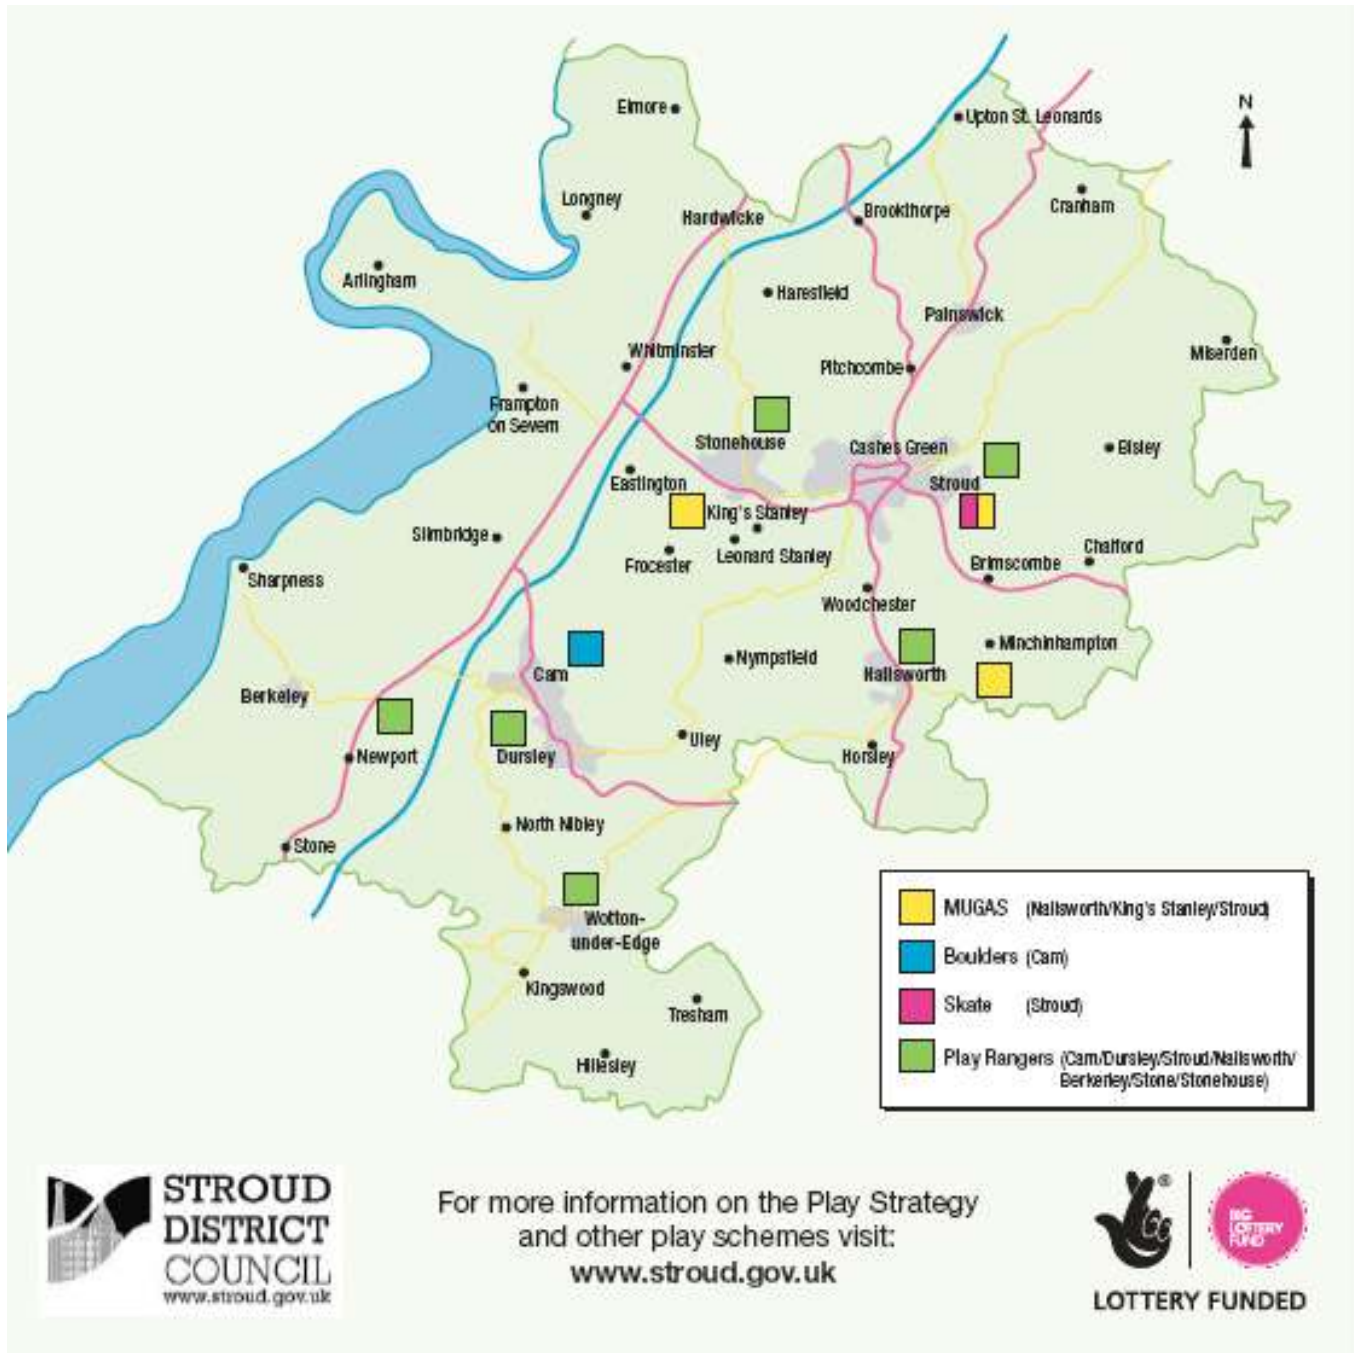 Elmore
Upton St. Leonards
N
Longney
Hardwicke
Brookthorpe
Cranham
Arlingham
Haresfield
Painswick
Whitminster
Miserden
Pitchcombe
Frampton
on Severn
Stonehouse
Cashes Green
Bisley
Eastington
Stroud
King's Stanley
Slimbridge
Leonard Stanley
Frocester
Chalford
Brimscombe
Sharpness
Woodchester
Minchinhampton
Nympsfield
Cam
Nailsworth
Berkeley
Uley
Newport
Dursley
Horsley
North Nibley
Stone
Wotton-
under-Edge
Kingswood
Tresham
Hillesley
MUGAS (Nailsworth/King's Stanley/Stroud)
Boulders (Cam)
Skate (Stroud)
Play Rangers (Cam/Dursley/Stroud/Nailsworth/
Berkerley/Stone/Stonehouse)
STROUD
DISTRICT
COUNCIL
www.stroud.gov.uk
For more information on the Play Strategy
and other play schemes visit:
www.stroud.gov.uk
®
BIG
LOTTERY
FUND
LOTTERY FUNDED